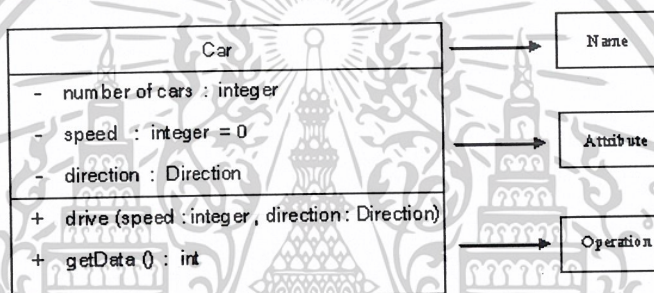 Car
- number of cars : integer
- speed : integer = 0
- direction : Direction
+ drive (speed : integer , direction : Direction)
+ getData () : int
Name
Attribute
Operation